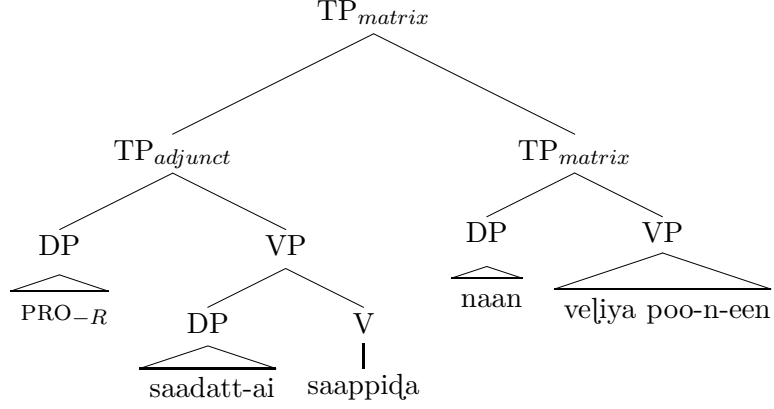 TP_matrix
TP_adjunct TP_matrix
DP VP DP VP
PRO_−R DP V naan veḷiya poo-n-een
saadatt-ai saappiḍa